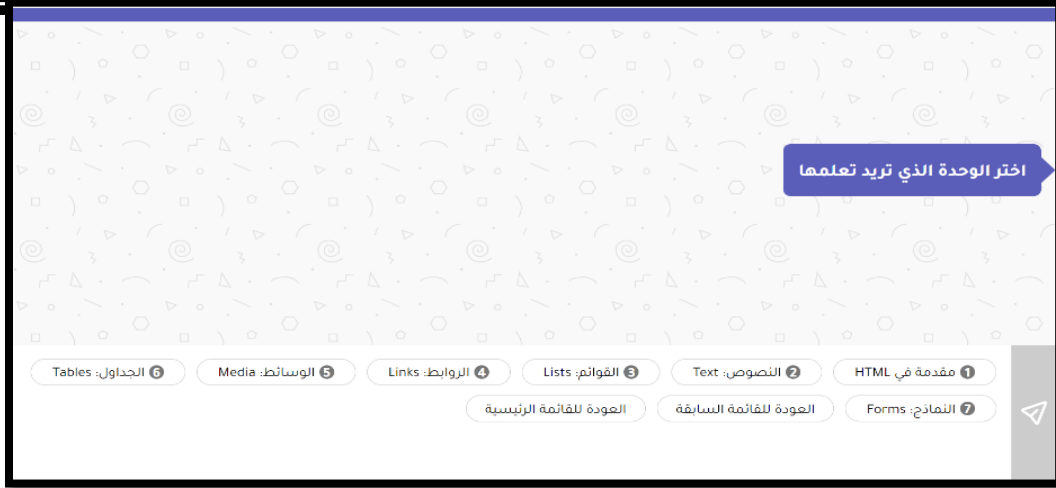 اختر الوحدة الذي تريد تعلمها
1 مقدمة في HTML 2 النصوص: Text 3 القوائم: Lists 4 الروابط: Links 5 الوسائط: Media 6 الجداول: Tables
7 النماذج: Forms العودة للقائمة السابقة العودة للقائمة الرئيسية